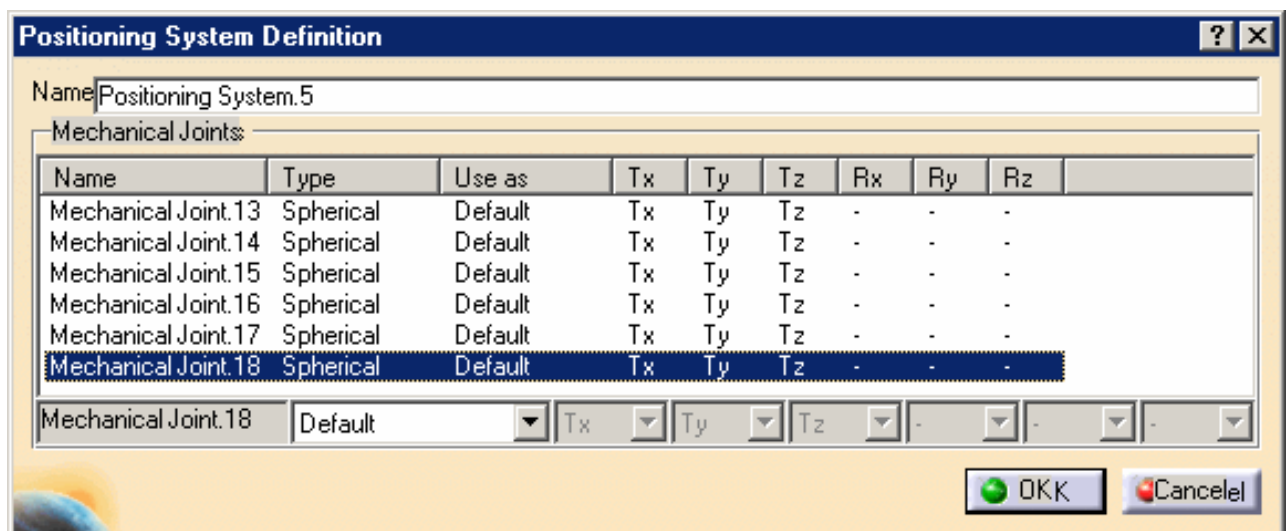 Positioning System Definition
Name Positioning System.5
Mechanical Joints
Name Type Use as Tx Ty Tz Rx Ry Rz
Mechanical Joint.13 Spherical Default Tx Ty Tz - - -
Mechanical Joint.14 Spherical Default Tx Ty Tz - - -
Mechanical Joint.15 Spherical Default Tx Ty Tz - - -
Mechanical Joint.16 Spherical Default Tx Ty Tz - - -
Mechanical Joint.17 Spherical Default Tx Ty Tz - - -
Mechanical Joint.18 Spherical Default Tx Ty Tz - - -
Mechanical Joint.18 Default Tx Ty Tz - - -
OKK Cancelel